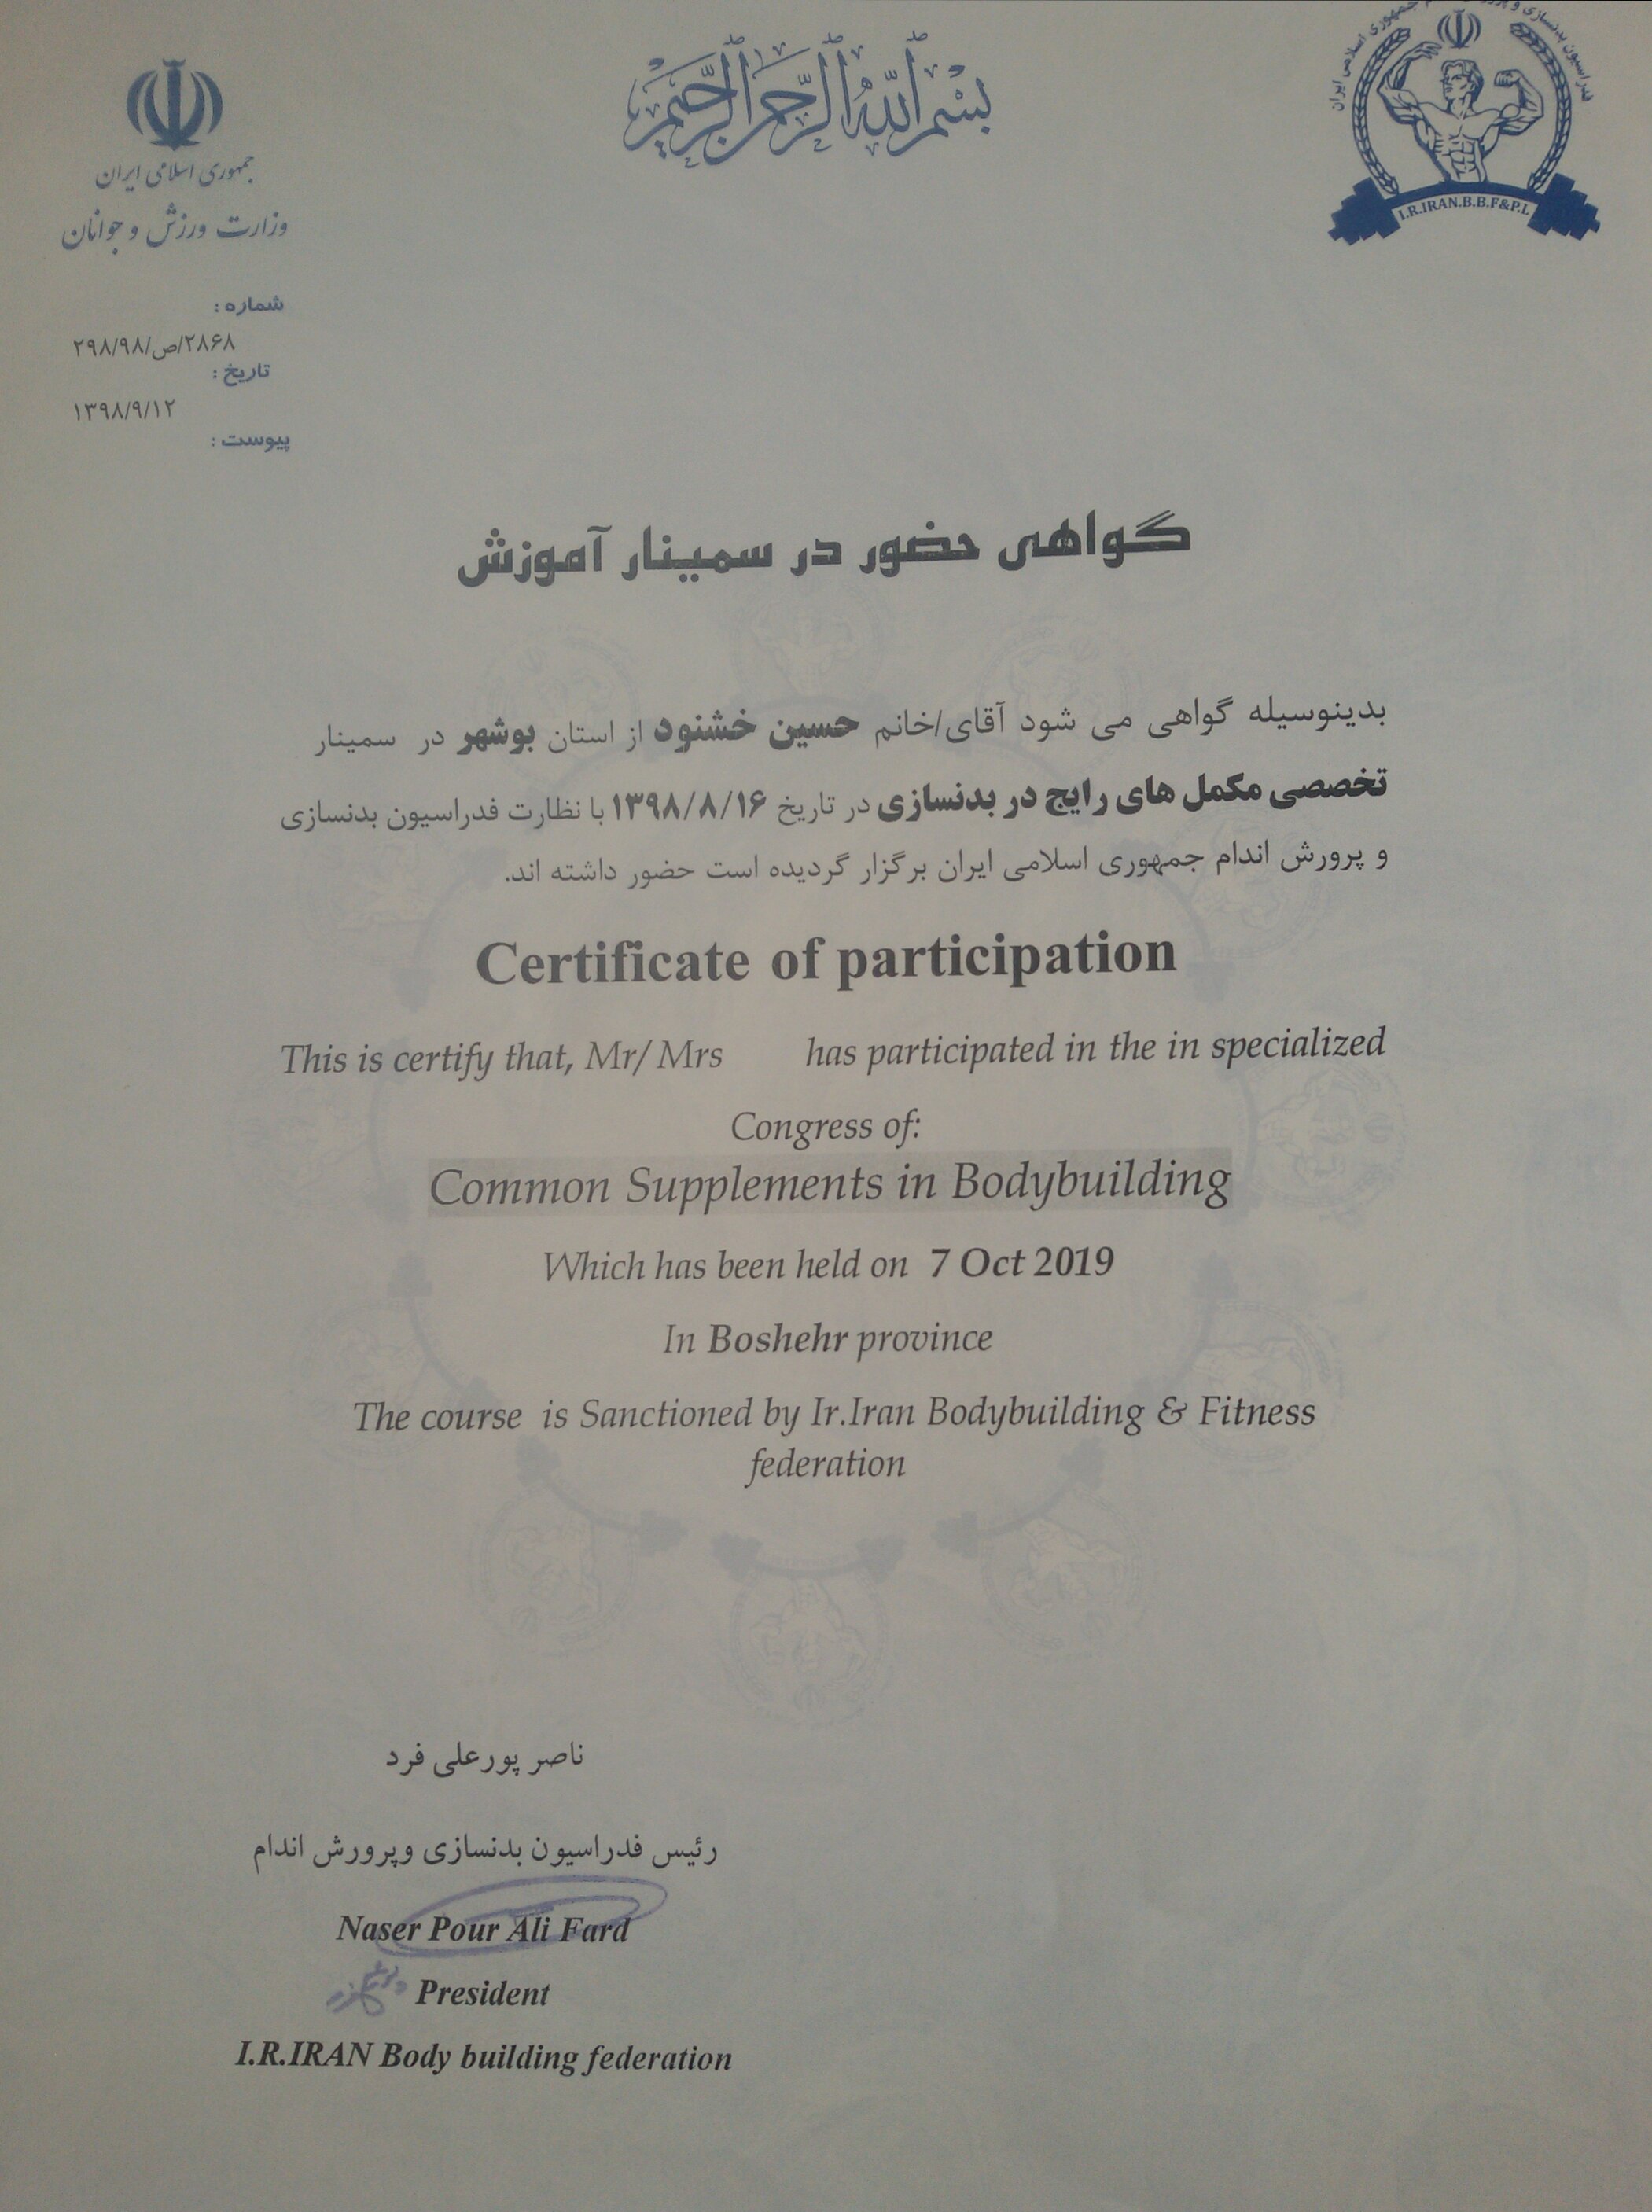 بسم الله الرحمن الرحیم
جمهوری اسلامی ایران
وزارت ورزش و جوانان
فدراسیون بدنسازی و پرورش جمهوری اسلامی ایران
I.R.IRAN.B.B.F&P.L
شماره :
۲۹۸/۹۸/ص/۲۸۶۸
تاریخ :
۱۳۹۸/۹/۱۲
پیوست :
گواهی حضور در سمینار آموزش
بدینوسیله گواهی می شود آقای/خانم حسین خشنود از استان بوشهر در سمینار
تخصصی مکمل های رایج در بدنسازی در تاریخ ۱۳۹۸/۸/۱۶ با نظارت فدراسیون بدنسازی
و پرورش اندام جمهوری اسلامی ایران برگزار گردیده است حضور داشته اند.
Certificate of participation
This is certify that, Mr/ Mrs has participated in the in specialized
Congress of:
Common Supplements in Bodybuilding
Which has been held on 7 Oct 2019
In Boshehr province
The course is Sanctioned by Ir.Iran Bodybuilding & Fitness
federation
ناصر پورعلی فرد
رئیس فدراسیون بدنسازی وپرورش اندام
Naser Pour Ali Fard
President
I.R.IRAN Body building federation